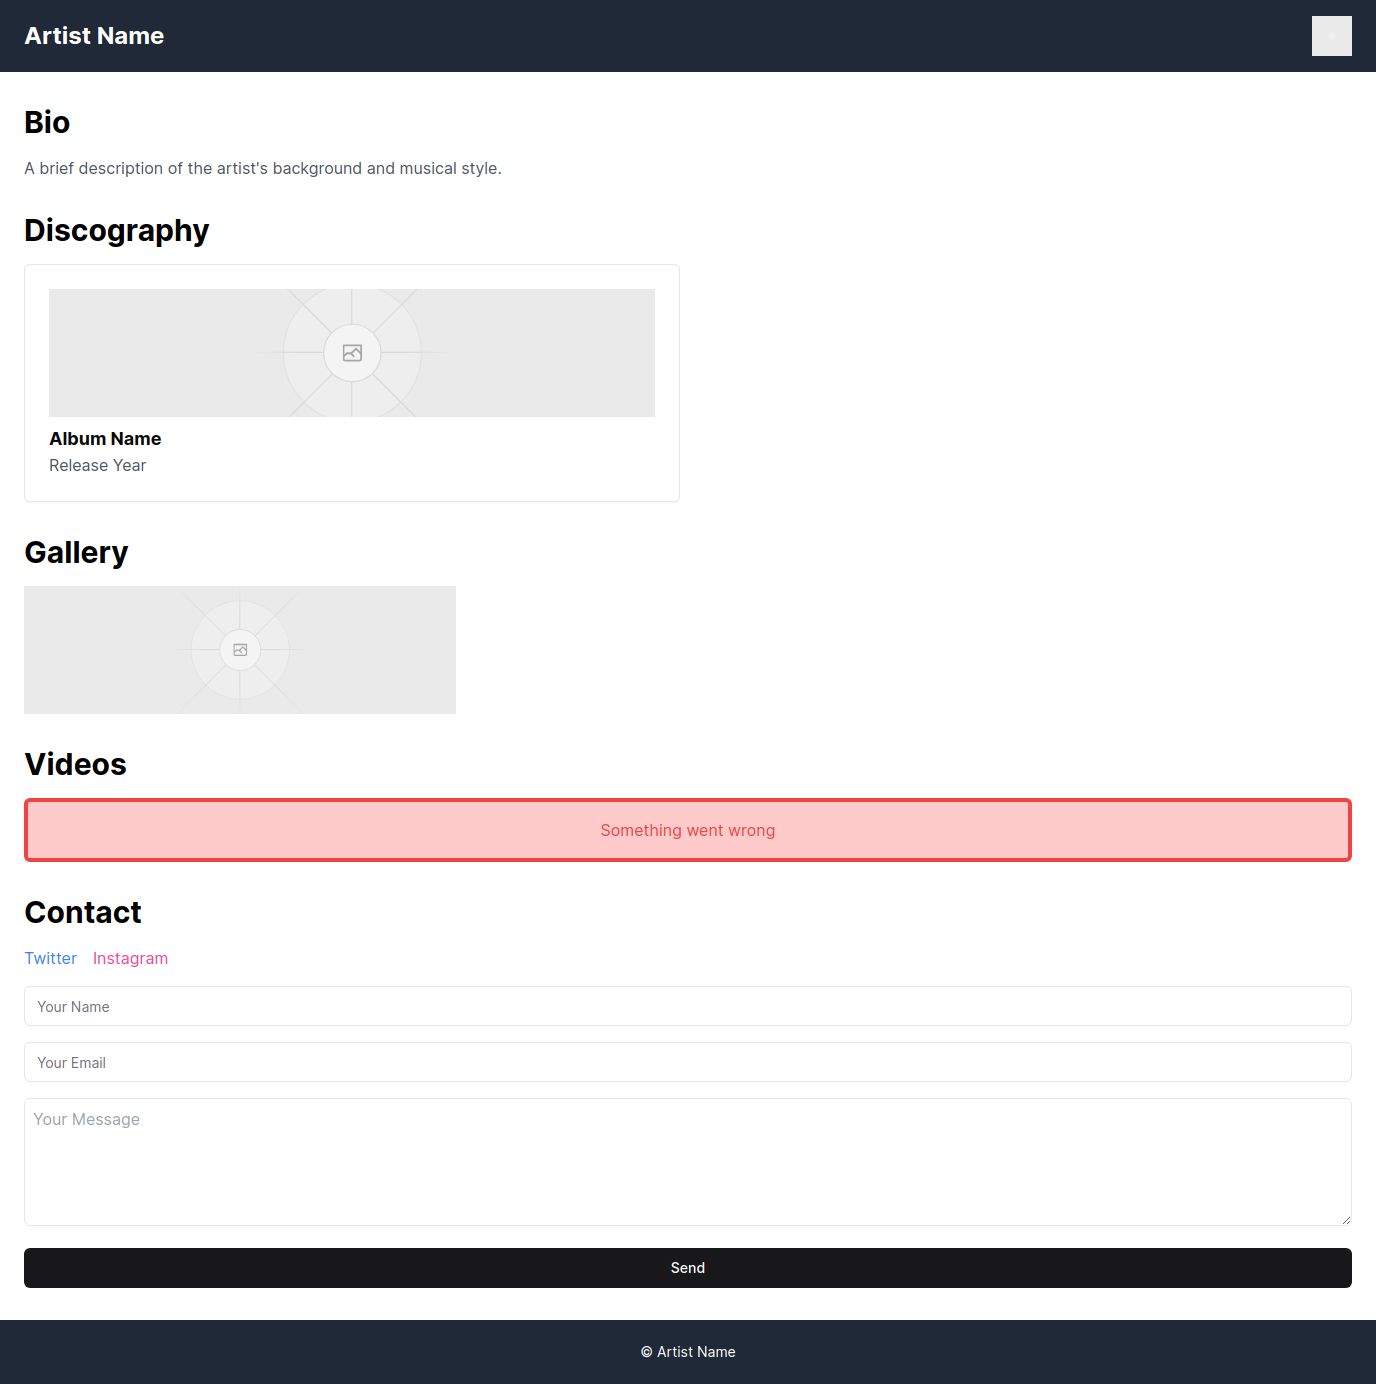 Artist Name
Bio
A brief description of the artist's background and musical style.
Discography
Album Name
Release Year
Gallery
Videos
Something went wrong
Contact
Twitter Instagram
Your Name
Your Email
Your Message
Send
© Artist Name